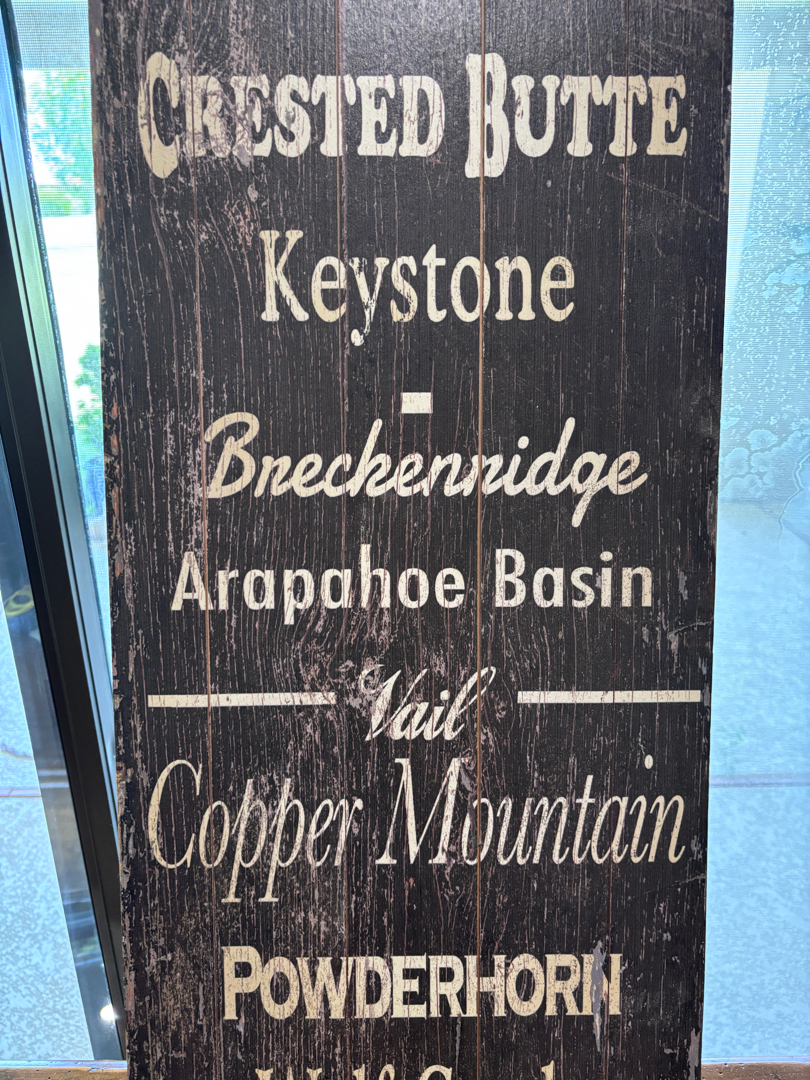 CRESTED BUTTE
Keystone
Breckenridge
Arapahoe Basin
Vail
Copper Mountain
POWDERHORN